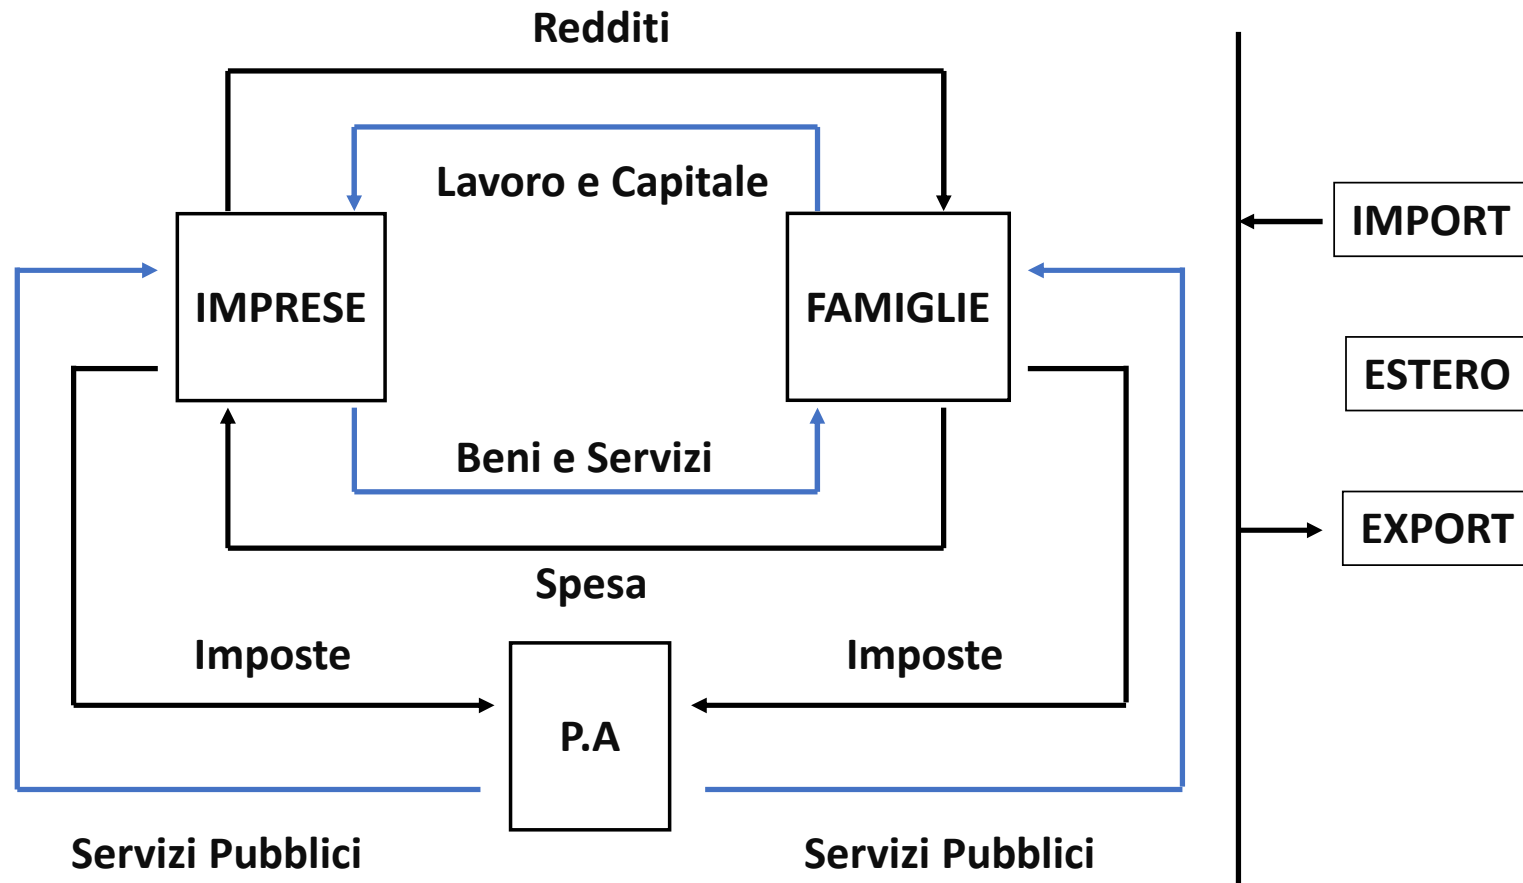 Redditi
Lavoro e Capitale
IMPORT
IMPRESE
FAMIGLIE
ESTERO
Beni e Servizi
EXPORT
Spesa
Imposte
Imposte
P.A
Servizi Pubblici
Servizi Pubblici